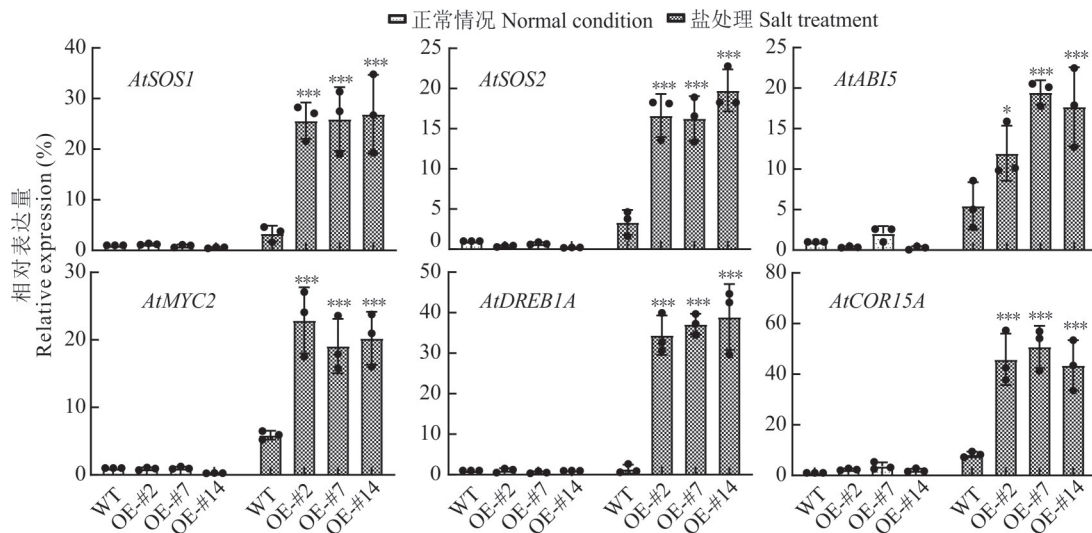 正常情况 Normal condition 盐处理 Salt treatment
相对表达量
Relative expression (%)
AtSOS1
40
30
20
10
0
***
***
***
AtSOS2
25
20
15
10
5
0
***
***
***
AtABI5
25
20
15
10
5
0
*
***
***
AtMYC2
30
20
10
0
***
***
***
WT
OE-#2
OE-#7
OE-#14
WT
OE-#2
OE-#7
OE-#14
AtDREB1A
50
40
30
20
10
0
***
***
***
WT
OE-#2
OE-#7
OE-#14
WT
OE-#2
OE-#7
OE-#14
AtCOR15A
80
60
40
20
0
***
***
***
WT
OE-#2
OE-#7
OE-#14
WT
OE-#2
OE-#7
OE-#14